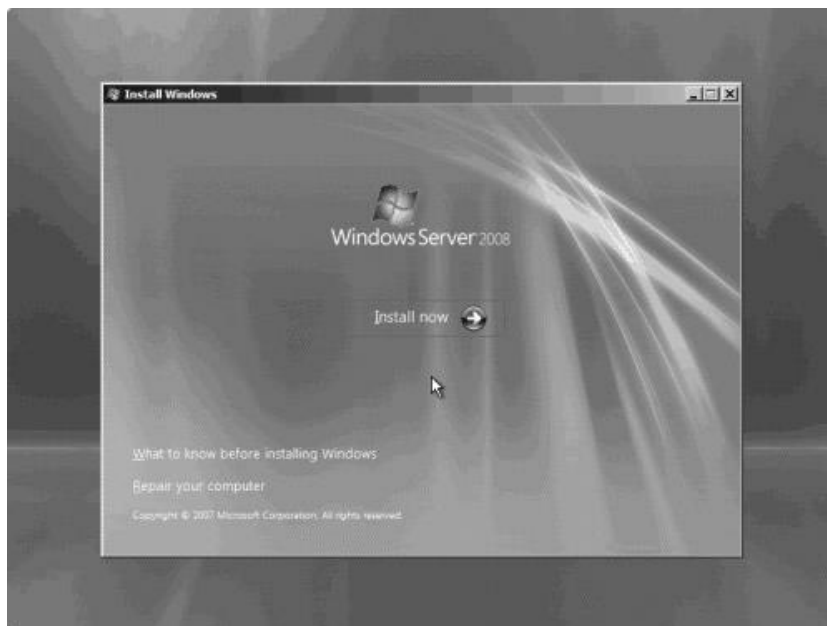 Install Windows
Windows Server 2008
Install now
What to know before installing Windows
Repair your computer
Copyright © 2007 Microsoft Corporation. All rights reserved.